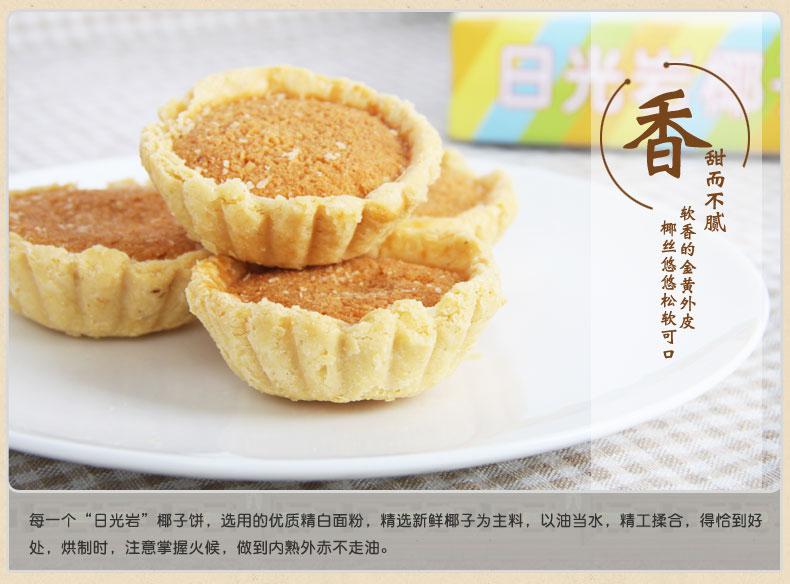 日光岩椰
香
甜而不腻
软香的金黄外皮
椰丝悠悠松软可口
每一个“日光岩”椰子饼，选用的优质精白面粉，精选新鲜椰子为主料，以油当水，精工揉合，得恰到好
处，烘制时，注意掌握火候，做到内熟外赤不走油。